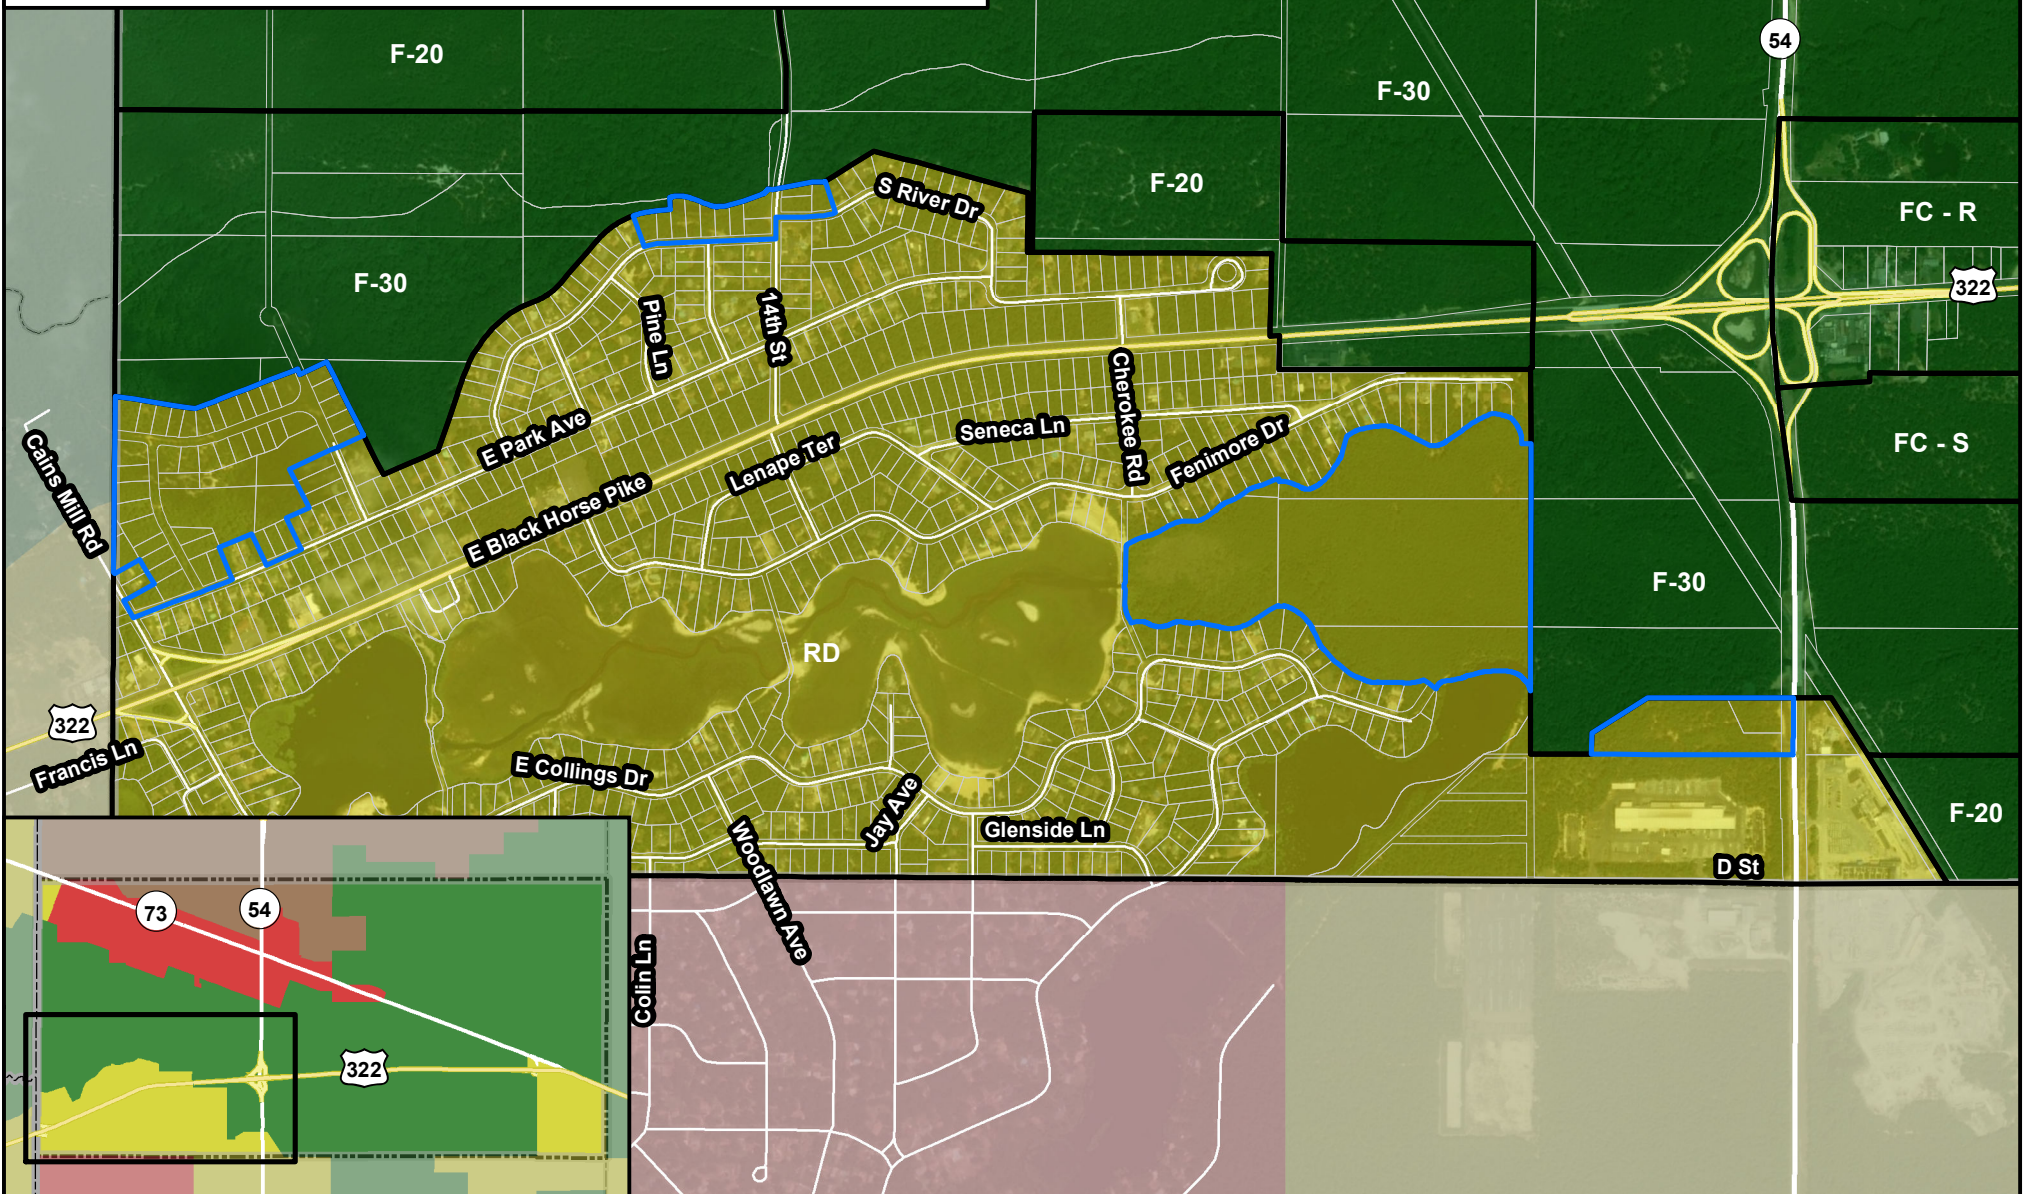 54
F-20
F-30
F-20
S River Dr
FC - R
F-30
322
Pine Ln
14th St
Cherokee Rd
E Park Ave
Seneca Ln
Lenape Ter
Fenimore Dr
FC - S
Cains Mill Rd
E Black Horse Pike
F-30
RD
322
Francis Ln
E Collings Dr
Jay Ave
Glenside Ln
Woodlawn Ave
F-20
D St
73
54
Colin Ln
322